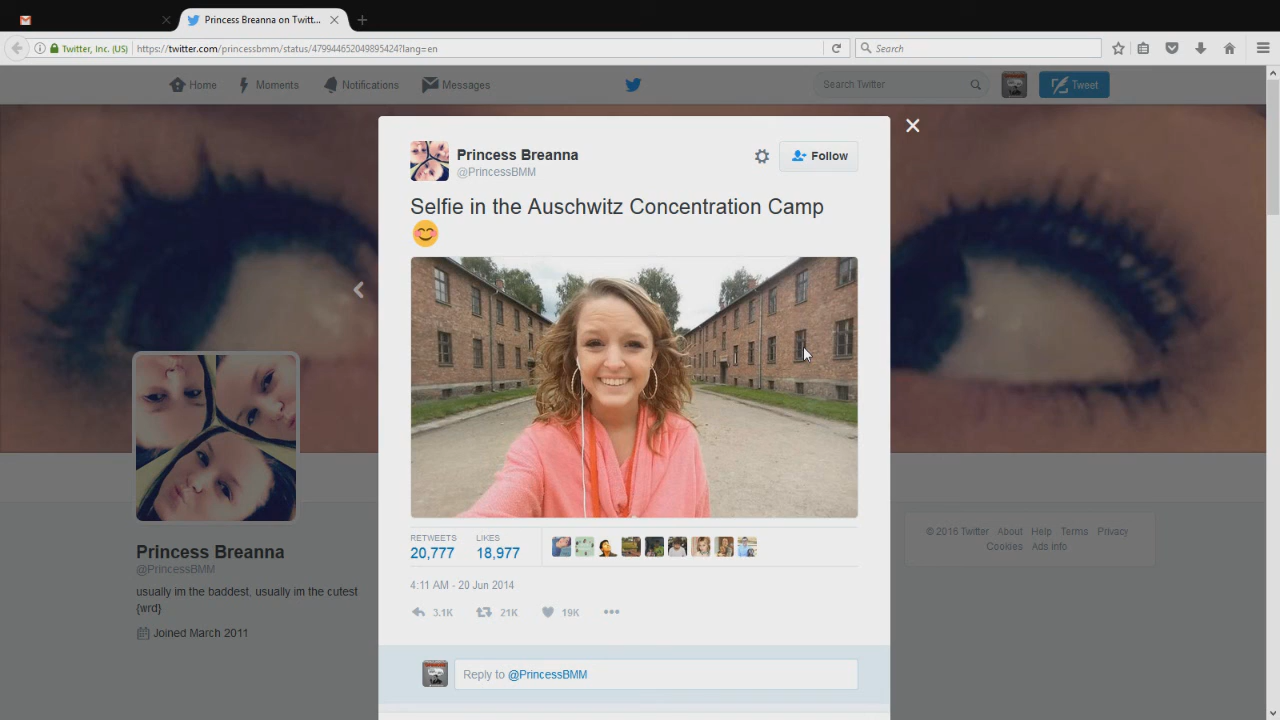 Princess Breanna on Twitt...
Twitter, Inc. (US)
https://twitter.com/princessbmm/status/479944652049895424?lang=en
Search
Home
Moments
Notifications
Messages
Search Twitter
Tweet
Princess Breanna
@PrincessBMM
Follow
Selfie in the Auschwitz Concentration Camp
😊
RETWEETS
20,777
LIKES
18,977
4:11 AM - 20 Jun 2014
3.1K
21K
19K
Reply to @PrincessBMM
Princess Breanna
@PrincessBMM
usually im the baddest, usually im the cutest
{wrd}
Joined March 2011
© 2016 Twitter About Help Terms Privacy
Cookies Ads info